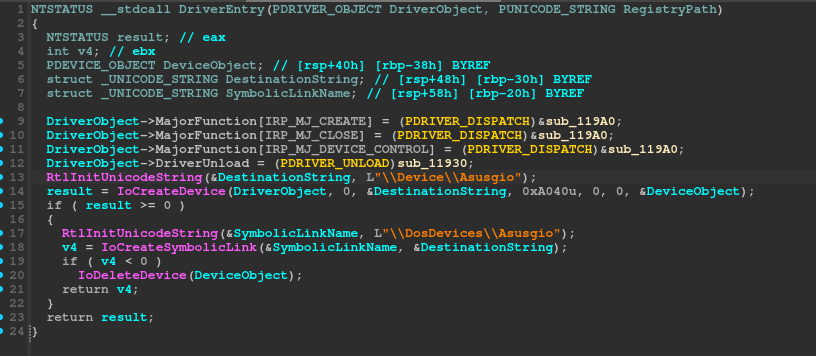 1 NTSTATUS __stdcall DriverEntry(PDRIVER_OBJECT DriverObject, PUNICODE_STRING RegistryPath)
2 {
3 NTSTATUS result; // eax
4 int v4; // ebx
5 PDEVICE_OBJECT DeviceObject; // [rsp+40h] [rbp-38h] BYREF
6 struct _UNICODE_STRING DestinationString; // [rsp+48h] [rbp-30h] BYREF
7 struct _UNICODE_STRING SymbolicLinkName; // [rsp+58h] [rbp-20h] BYREF
8
9 DriverObject->MajorFunction[IRP_MJ_CREATE] = (PDRIVER_DISPATCH)&sub_119A0;
10 DriverObject->MajorFunction[IRP_MJ_CLOSE] = (PDRIVER_DISPATCH)&sub_119A0;
11 DriverObject->MajorFunction[IRP_MJ_DEVICE_CONTROL] = (PDRIVER_DISPATCH)&sub_119A0;
12 DriverObject->DriverUnload = (PDRIVER_UNLOAD)sub_11930;
13 RtlInitUnicodeString(&DestinationString, L"\\Device\\Asusgio");
14 result = IoCreateDevice(DriverObject, 0, &DestinationString, 0xA040u, 0, 0, &DeviceObject);
15 if ( result >= 0 )
16 {
17 RtlInitUnicodeString(&SymbolicLinkName, L"\\DosDevices\\Asusgio");
18 v4 = IoCreateSymbolicLink(&SymbolicLinkName, &DestinationString);
19 if ( v4 < 0 )
20 IoDeleteDevice(DeviceObject);
21 return v4;
22 }
23 return result;
24 }